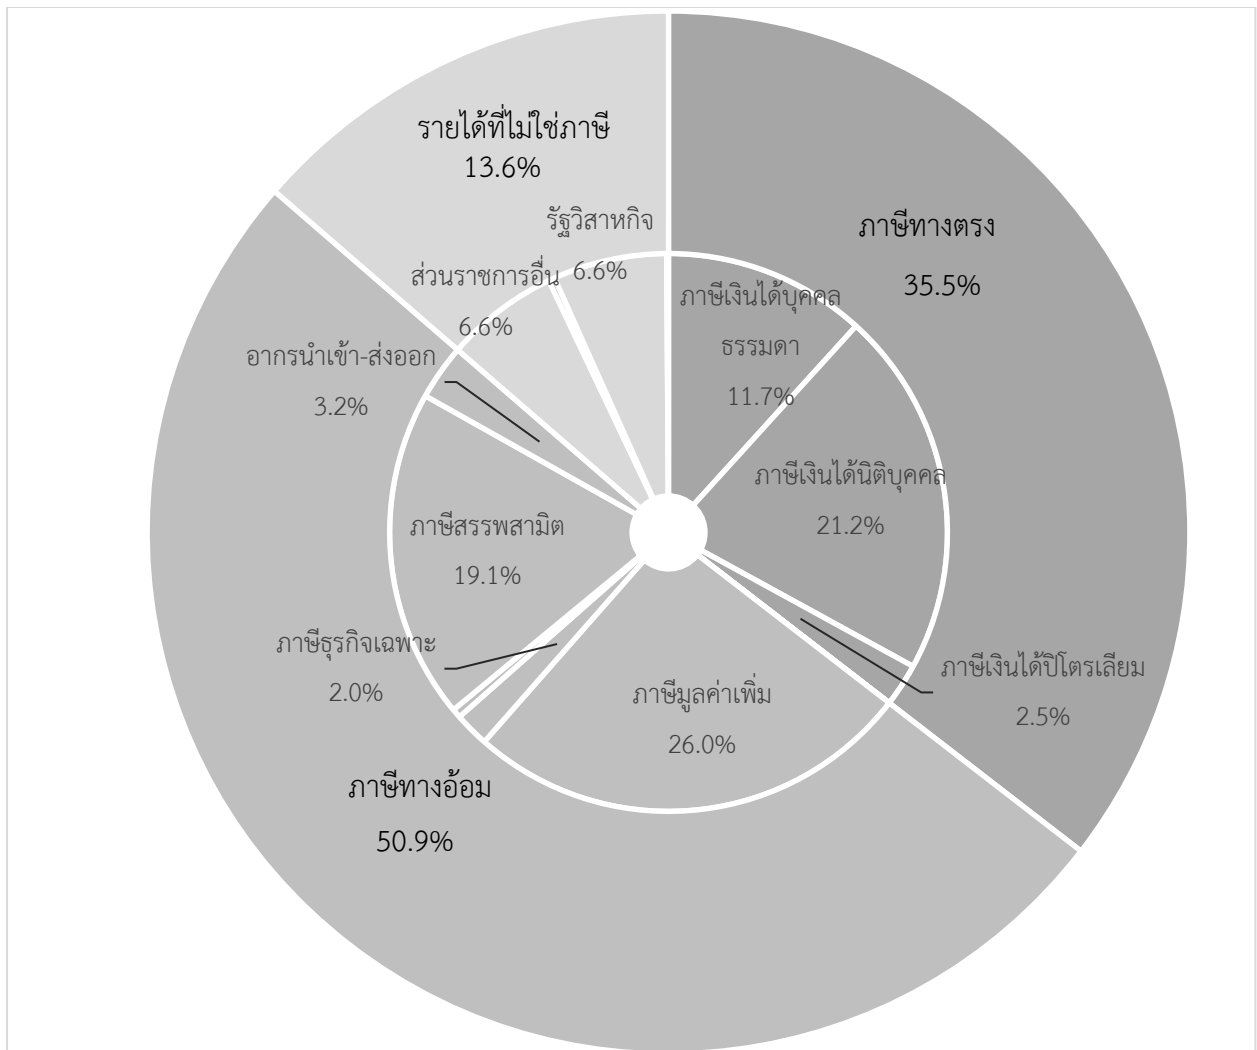 รายได้ที่ไม่ใช่ภาษี
13.6%
รัฐวิสาหกิจ
6.6%
ส่วนราชการอื่น
6.6%
ภาษีทางตรง
35.5%
ภาษีเงินได้บุคคล
ธรรมดา
11.7%
อากรนำเข้า-ส่งออก
3.2%
ภาษีเงินได้นิติบุคคล
21.2%
ภาษีสรรพสามิต
19.1%
ภาษีธุรกิจเฉพาะ
2.0%
ภาษีเงินได้ปิโตรเลียม
2.5%
ภาษีมูลค่าเพิ่ม
26.0%
ภาษีทางอ้อม
50.9%